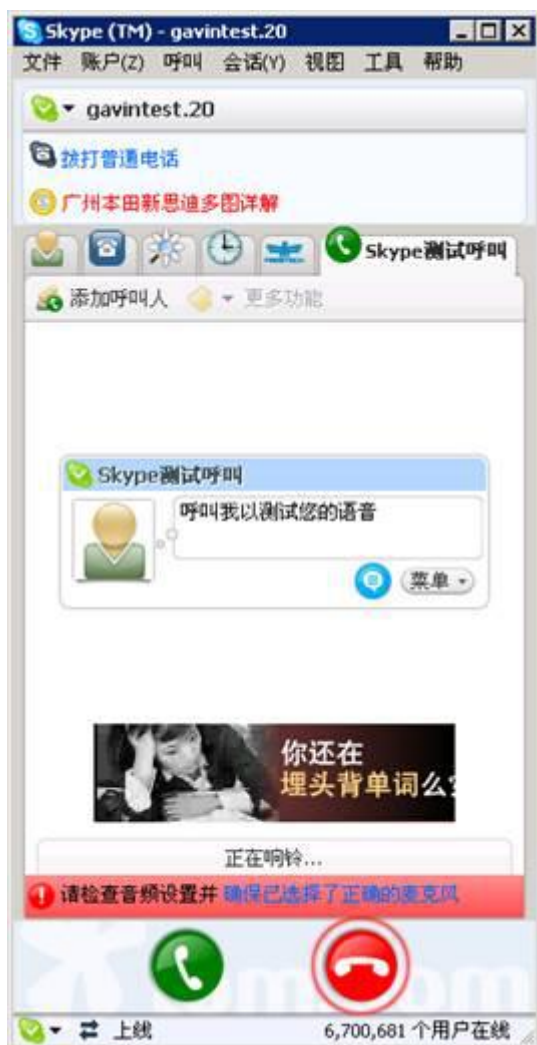 Skype (TM) - gavintest.20
文件 账户(Z) 呼叫 会话(Y) 视图 工具 帮助
gavintest.20
拨打普通电话
广州本田新思迪多图详解
Skype测试呼叫
添加呼叫人 更多功能
Skype测试呼叫
呼叫我以测试您的语音
菜单
你还在
埋头背单词么?
正在响铃...
请检查音频设置并 确保已选择了正确的麦克风
上线 6,700,681 个用户在线